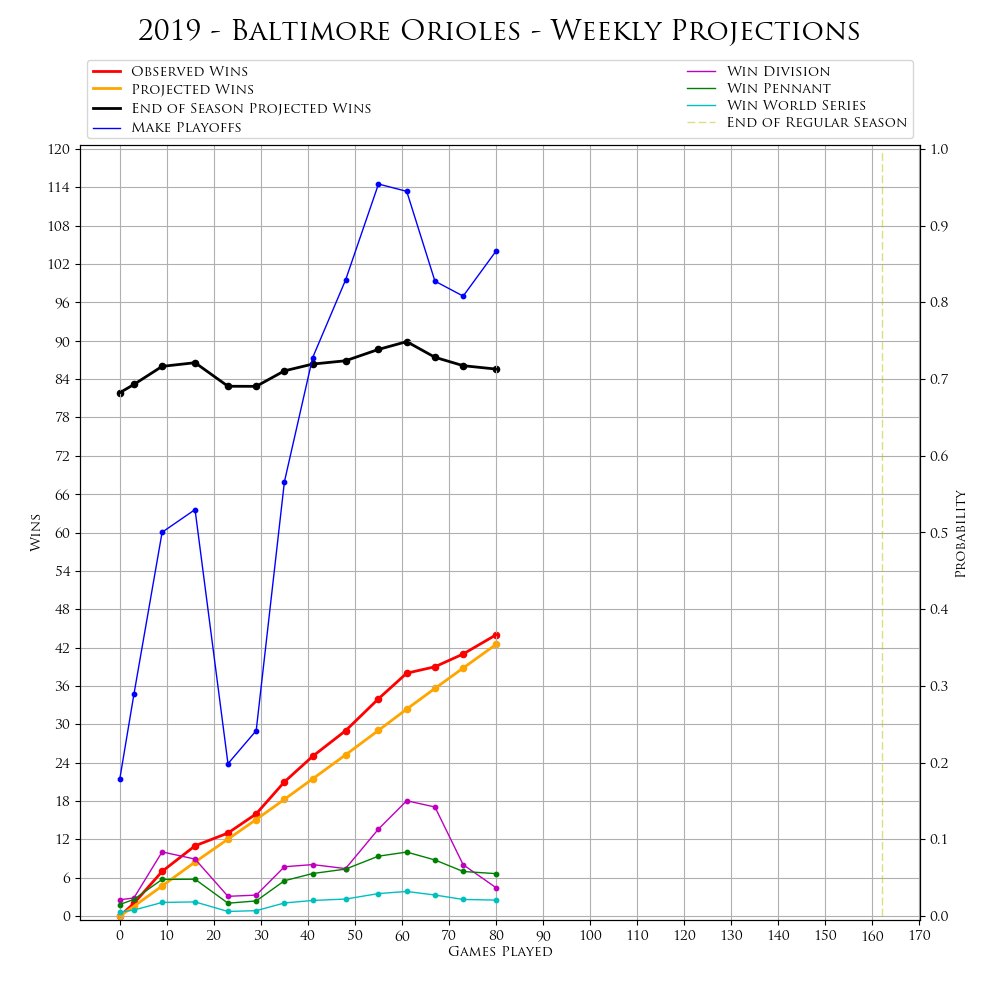 2019 - Baltimore Orioles - Weekly Projections
Observed Wins
Projected Wins
End of Season Projected Wins
Make Playoffs
Win Division
Win Pennant
Win World Series
End of Regular Season
120
114
108
102
96
90
84
78
72
66
60
54
48
42
36
30
24
18
12
6
0
Wins
1.0
0.9
0.8
0.7
0.6
0.5
0.4
0.3
0.2
0.1
0.0
Probability
0 10 20 30 40 50 60 70 80 90 100 110 120 130 140 150 160 170
Games Played